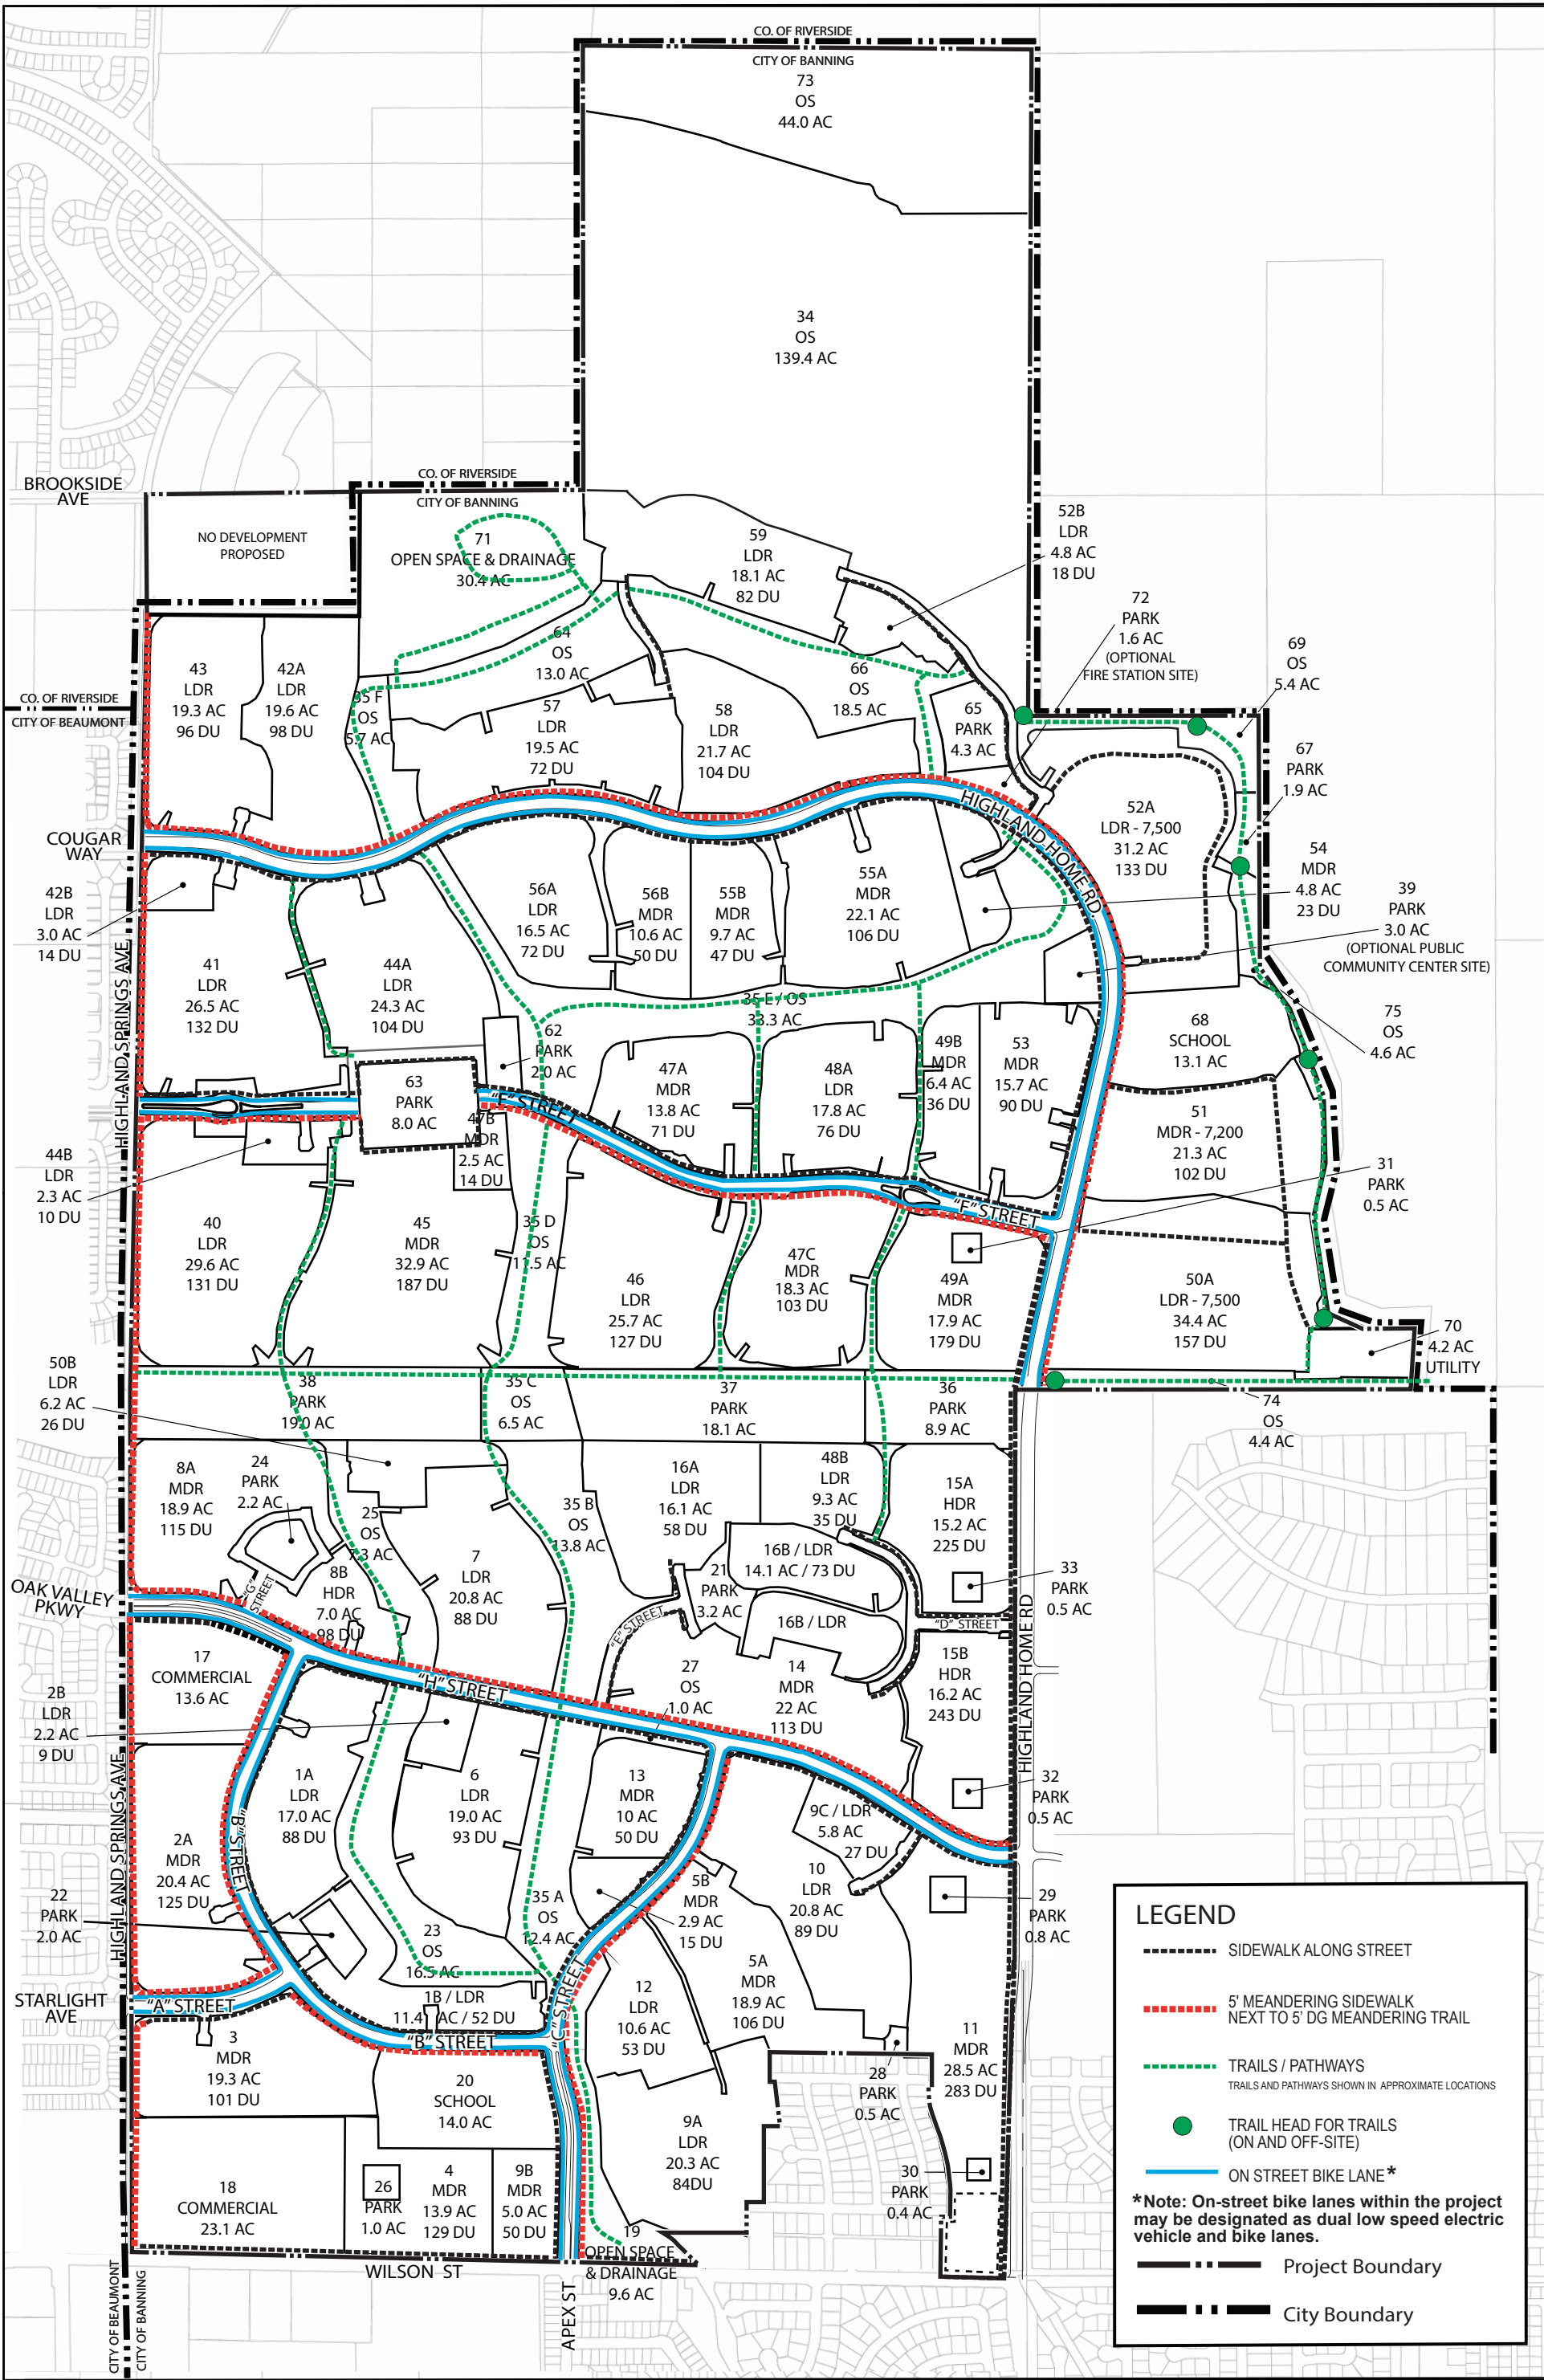 CO. OF RIVERSIDE
CITY OF BANNING
73
OS
44.0 AC
34
OS
139.4 AC
BROOKSIDE
AVE
CO. OF RIVERSIDE
CITY OF BANNING
NO DEVELOPMENT
PROPOSED
71
OPEN SPACE & DRAINAGE
30.4 AC
59
LDR
18.1 AC
82 DU
52B
LDR
4.8 AC
18 DU
72
PARK
1.6 AC
(OPTIONAL
FIRE STATION SITE)
69
OS
5.4 AC
67
PARK
1.9 AC
CO. OF RIVERSIDE
CITY OF BEAUMONT
43
LDR
19.3 AC
96 DU
42A
LDR
19.6 AC
98 DU
35 F
OS
5.7 AC
64
OS
13.0 AC
57
LDR
19.5 AC
72 DU
58
LDR
21.7 AC
104 DU
66
OS
18.5 AC
65
PARK
4.3 AC
HIGHLAND HOME RD.
52A
LDR - 7,500
31.2 AC
133 DU
54
MDR
4.8 AC
23 DU
39
PARK
3.0 AC
(OPTIONAL PUBLIC
COMMUNITY CENTER SITE)
COUGAR
WAY
42B
LDR
3.0 AC
14 DU
HIGHLAND SPRINGS AVE
41
LDR
26.5 AC
132 DU
44A
LDR
24.3 AC
104 DU
56A
LDR
16.5 AC
72 DU
56B
MDR
10.6 AC
50 DU
55B
MDR
9.7 AC
47 DU
55A
MDR
22.1 AC
106 DU
35 E / OS
33.3 AC
75
OS
4.6 AC
62
PARK
2.0 AC
63
PARK
8.0 AC
47A
MDR
13.8 AC
71 DU
48A
LDR
17.8 AC
76 DU
49B
MDR
6.4 AC
36 DU
53
MDR
15.7 AC
90 DU
68
SCHOOL
13.1 AC
51
MDR - 7,200
21.3 AC
102 DU
31
PARK
0.5 AC
"F" STREET
47B
MDR
2.5 AC
14 DU
44B
LDR
2.3 AC
10 DU
40
LDR
29.6 AC
131 DU
45
MDR
32.9 AC
187 DU
35 D
OS
11.5 AC
46
LDR
25.7 AC
127 DU
47C
MDR
18.3 AC
103 DU
"F" STREET
49A
MDR
17.9 AC
179 DU
50A
LDR - 7,500
34.4 AC
157 DU
70
4.2 AC
UTILITY
50B
LDR
6.2 AC
26 DU
38
PARK
19.0 AC
35 C
OS
6.5 AC
37
PARK
18.1 AC
36
PARK
8.9 AC
74
OS
4.4 AC
8A
MDR
18.9 AC
115 DU
24
PARK
2.2 AC
25
OS
7.3 AC
7
LDR
20.8 AC
88 DU
35 B
OS
13.8 AC
16A
LDR
16.1 AC
58 DU
48B
LDR
9.3 AC
35 DU
15A
HDR
15.2 AC
225 DU
16B / LDR
14.1 AC / 73 DU
21
PARK
3.2 AC
16B / LDR
33
PARK
0.5 AC
OAK VALLEY
PKWY
"G"
STREET
8B
HDR
7.0 AC
98 DU
"E" STREET
"D" STREET
HIGHLAND HOME RD
17
COMMERCIAL
13.6 AC
"H" STREET
27
OS
1.0 AC
14
MDR
22 AC
113 DU
15B
HDR
16.2 AC
243 DU
2B
LDR
2.2 AC
9 DU
HIGHLAND SPRINGS AVE
1A
LDR
17.0 AC
88 DU
6
LDR
19.0 AC
93 DU
13
MDR
10 AC
50 DU
9C / LDR
5.8 AC
27 DU
32
PARK
0.5 AC
2A
MDR
20.4 AC
125 DU
"B" STREET
22
PARK
2.0 AC
23
OS
16.5 AC
35 A
OS
12.4 AC
5B
MDR
2.9 AC
15 DU
10
LDR
20.8 AC
89 DU
29
PARK
0.8 AC
5A
MDR
18.9 AC
106 DU
STARLIGHT
AVE
"A" STREET
1B / LDR
11.4 AC / 52 DU
"B" STREET
"C" STREET
12
LDR
10.6 AC
53 DU
3
MDR
19.3 AC
101 DU
20
SCHOOL
14.0 AC
28
PARK
0.5 AC
11
MDR
28.5 AC
283 DU
9A
LDR
20.3 AC
84DU
30
PARK
0.4 AC
18
COMMERCIAL
23.1 AC
26
PARK
1.0 AC
4
MDR
13.9 AC
129 DU
9B
MDR
5.0 AC
50 DU
19
OPEN SPACE
& DRAINAGE
9.6 AC
WILSON ST
APEX ST
CITY OF BEAUMONT
CITY OF BANNING
LEGEND
SIDEWALK ALONG STREET
5' MEANDERING SIDEWALK
NEXT TO 5' DG MEANDERING TRAIL
TRAILS / PATHWAYS
TRAILS AND PATHWAYS SHOWN IN APPROXIMATE LOCATIONS
TRAIL HEAD FOR TRAILS
(ON AND OFF-SITE)
ON STREET BIKE LANE*
*Note: On-street bike lanes within the project
may be designated as dual low speed electric
vehicle and bike lanes.
Project Boundary
City Boundary